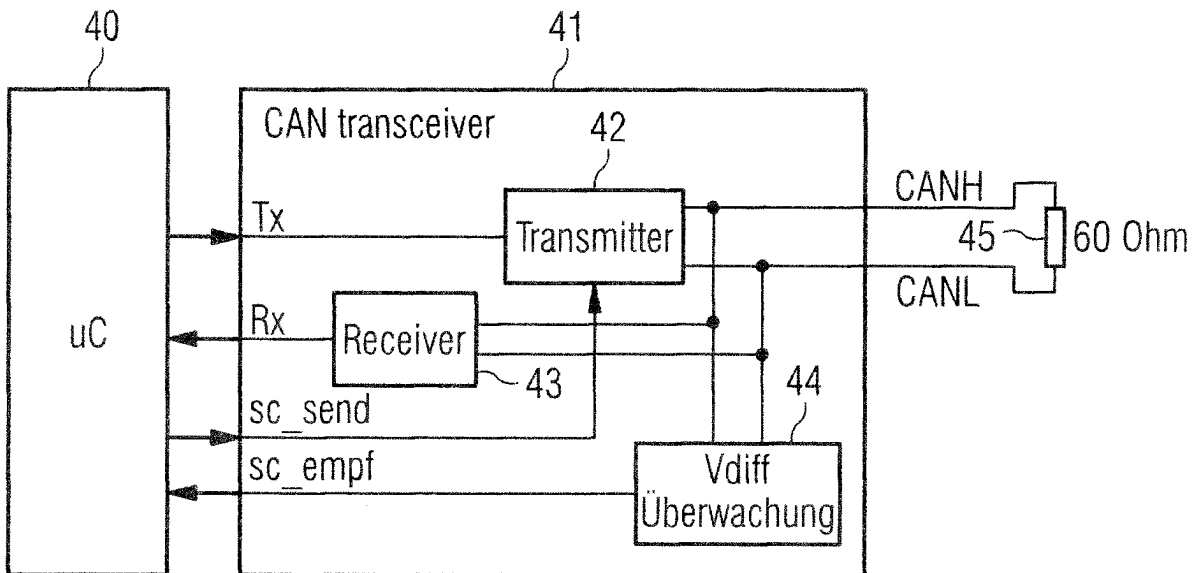 40
41
CAN transceiver
42
CANH
Tx
Transmitter
45
60 Ohm
CANL
uC
Rx
Receiver
43
44
sc_send
sc_empf
Vdiff
Überwachung